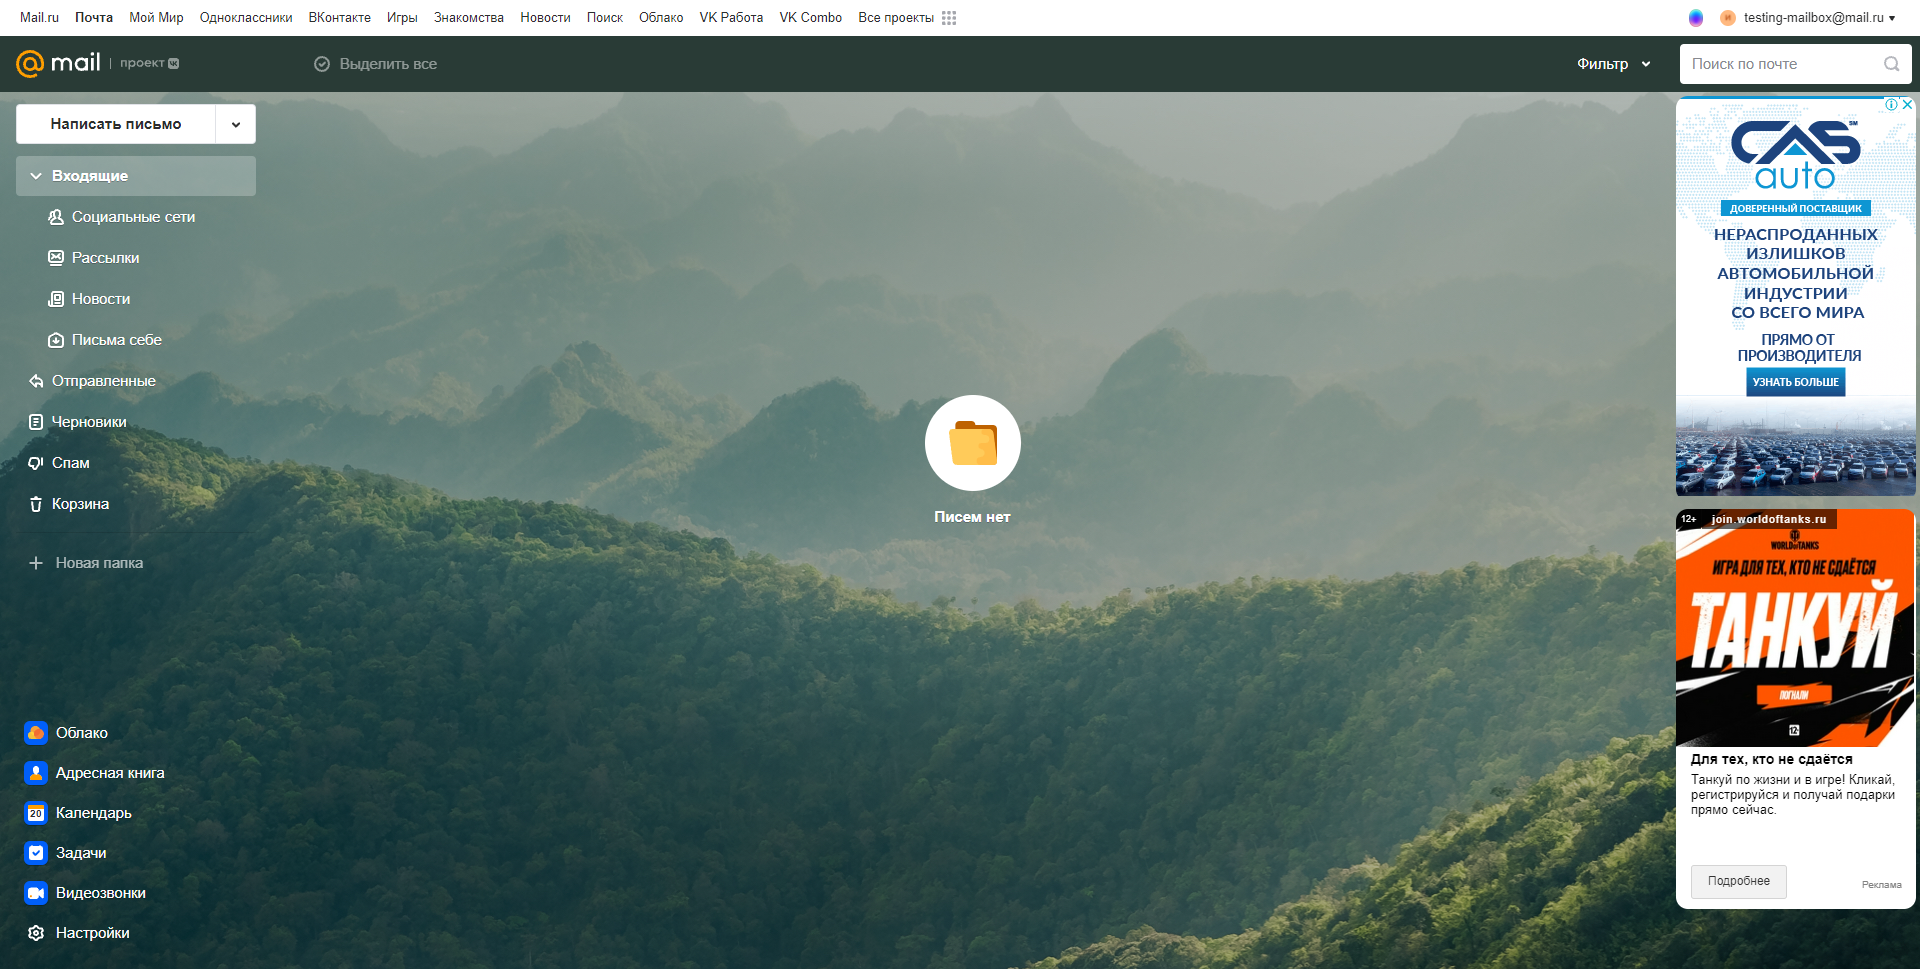 Mail.ru Почта Мой Мир Одноклассники ВКонтакте Игры Знакомства Новости Поиск Облако VK Работа VK Combo Все проекты testing-mailbox@mail.ru
mail проект Выделить все Фильтр Поиск по почте
Написать письмо
Входящие
Социальные сети
Рассылки
Новости
Письма себе
Отправленные
Черновики
Спам
Корзина
Новая папка
Облако
Адресная книга
20 Календарь
Задачи
Видеозвонки
Настройки
Писем нет
CAS SM
auto
ДОВЕРЕННЫЙ ПОСТАВЩИК
НЕРАСПРОДАННЫХ
ИЗЛИШКОВ
АВТОМОБИЛЬНОЙ
ИНДУСТРИИ
СО ВСЕГО МИРА
ПРЯМО ОТ
ПРОИЗВОДИТЕЛЯ
УЗНАТЬ БОЛЬШЕ
12+ join.worldoftanks.ru
WORLD OF TANKS
ИГРА ДЛЯ ТЕХ, КТО НЕ СДАЁТСЯ
ТАНКУЙ
ПОГНАЛИ
12
Для тех, кто не сдаётся
Танкуй по жизни и в игре! Кликай,
регистрируйся и получай подарки
прямо сейчас.
Подробнее
Реклама